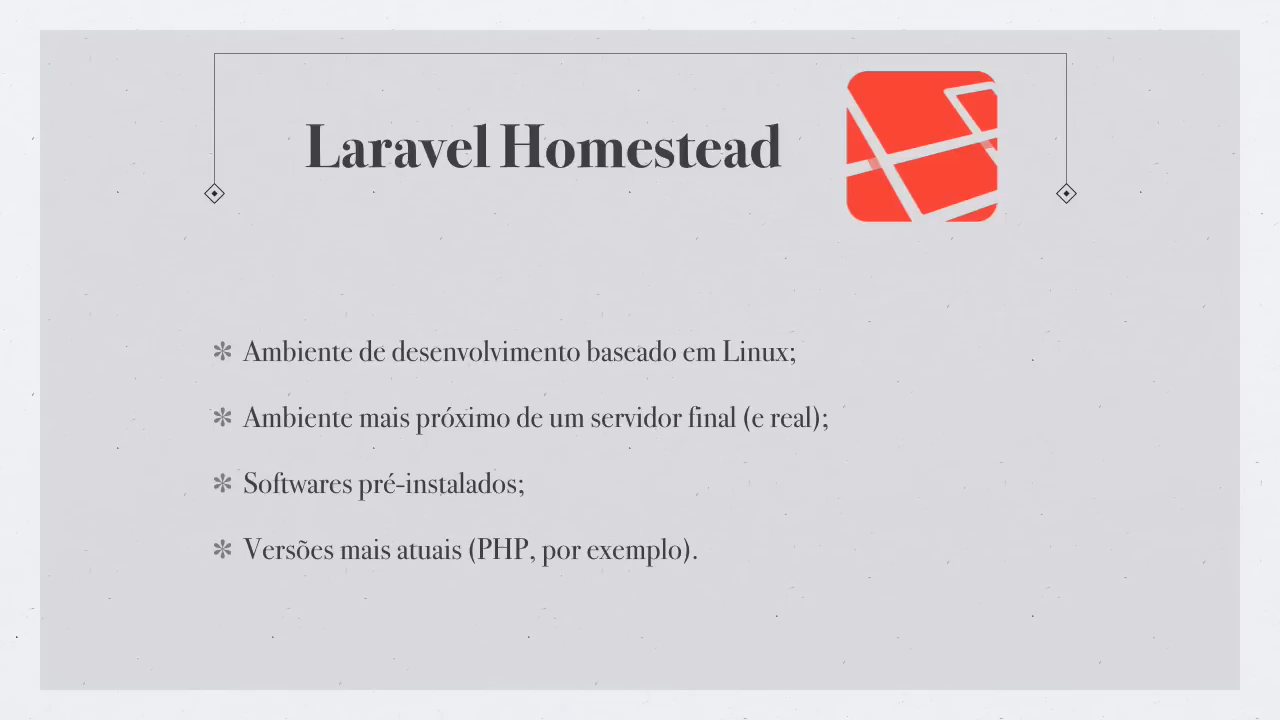 Laravel Homestead
Ambiente de desenvolvimento baseado em Linux;
Ambiente mais próximo de um servidor final (e real);
Softwares pré-instalados;
Versões mais atuais (PHP, por exemplo).